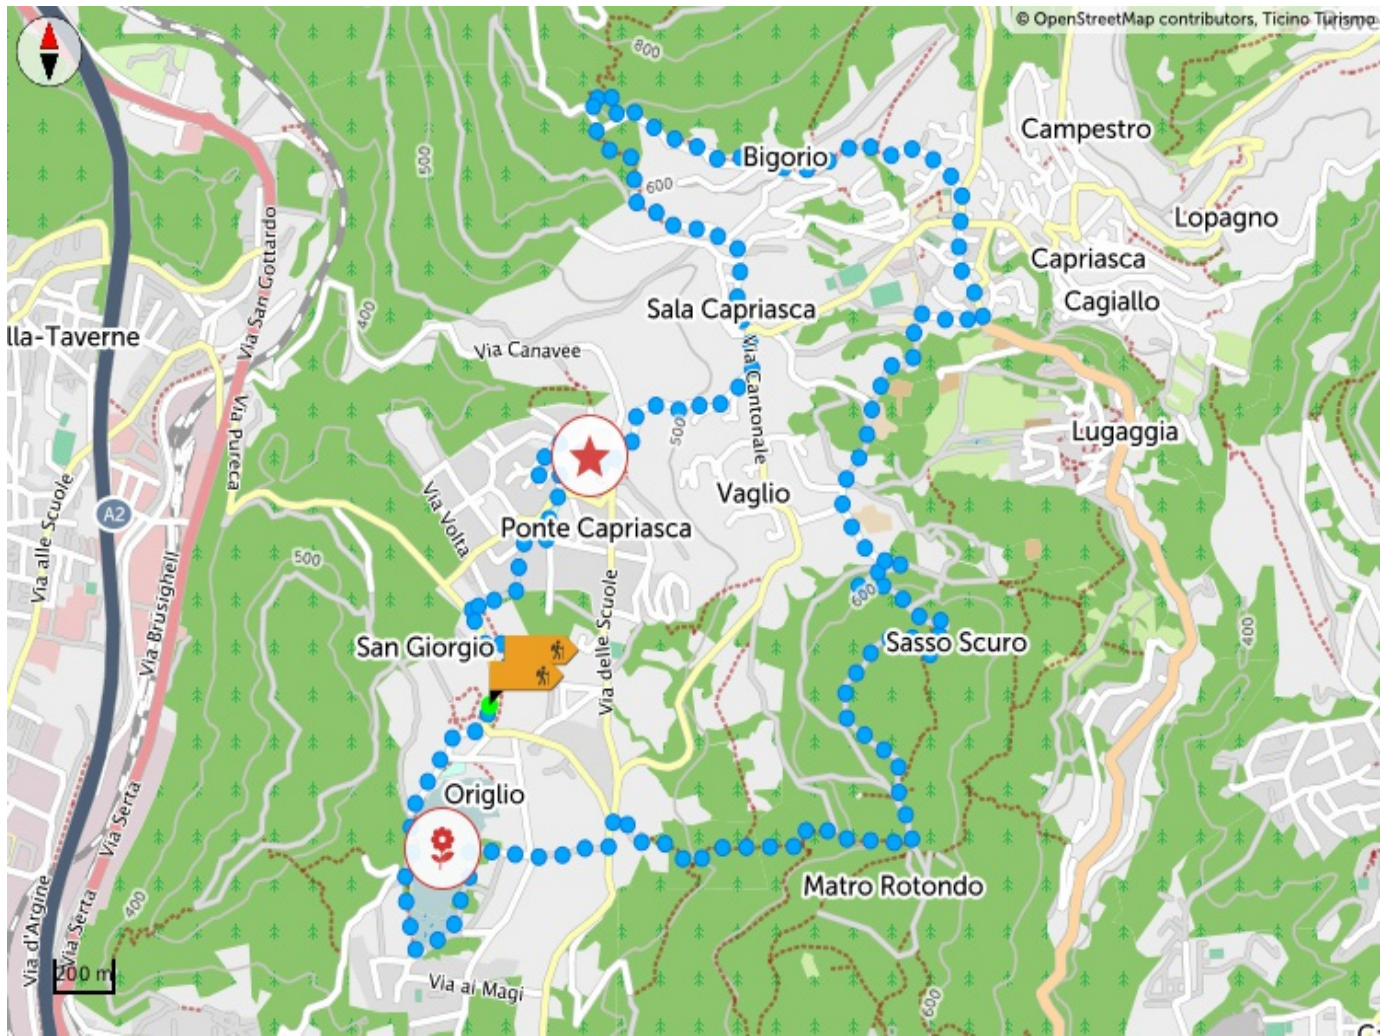 © OpenStreetMap contributors, Ticino Turismo
800
Campestro
500
Bigorio
600
Lopagno
Via San Gottardo
Capriasca
400
Sala Capriasca
Cagiallo
lla-Taverne
Via Canavee
Via Cantonale
Via Pureca
500
Lugaggia
Via Volta
Vaglio
A2
Via alle Scuole
Ponte Capriasca
500
Via Brusighell
600
Via delle Scuole
400
San Giorgio
Sasso Scuro
Origlio
Via Serta
Matro Rotondo
400
Via d'Argine
Via Serta
200 m
Via ai Magi
600